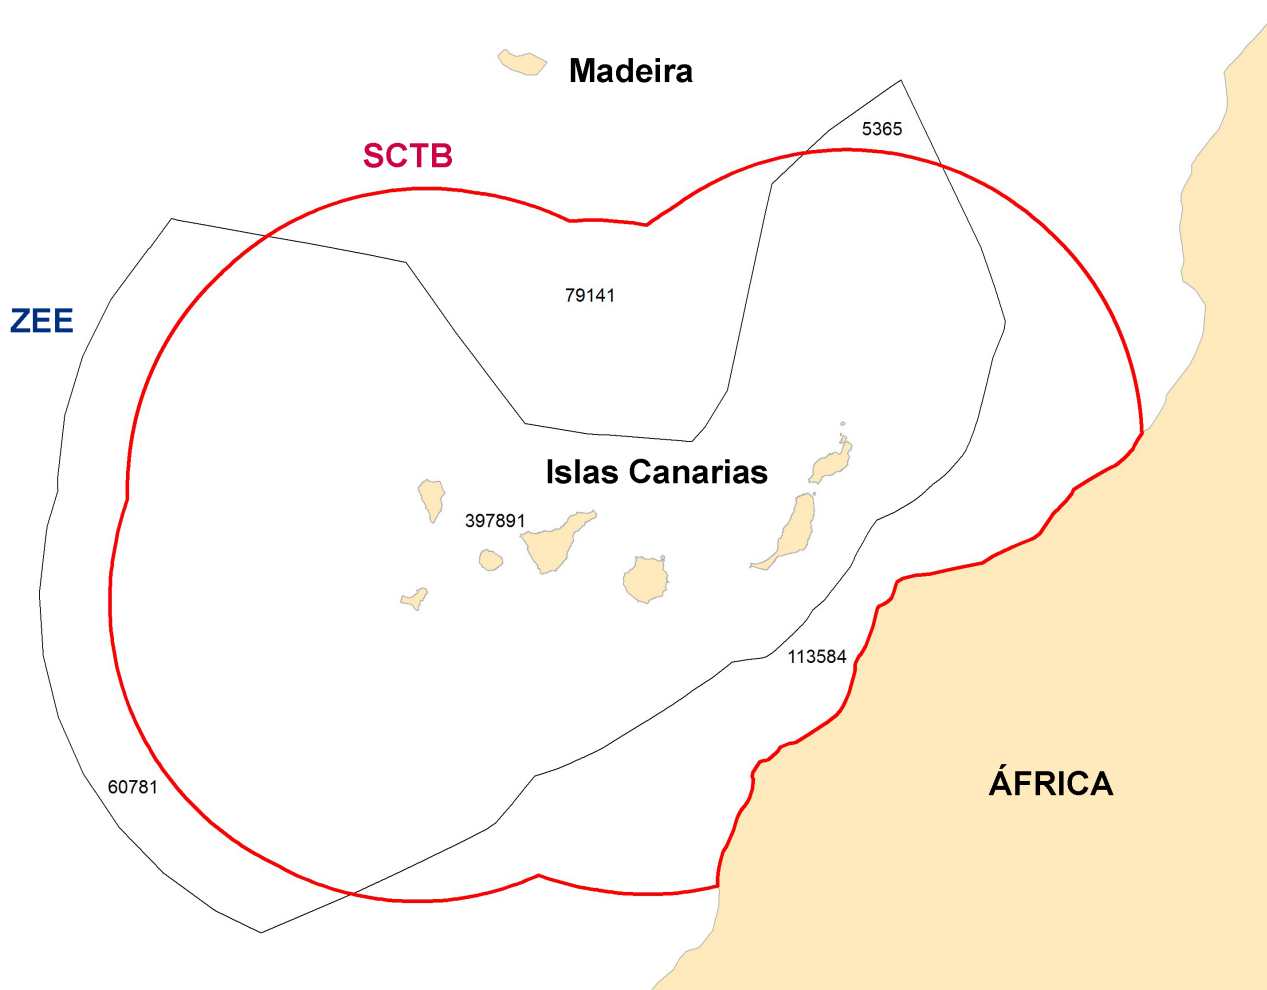 Madeira
5365
SCTB
79141
ZEE
Islas Canarias
397891
113584
60781
ÁFRICA